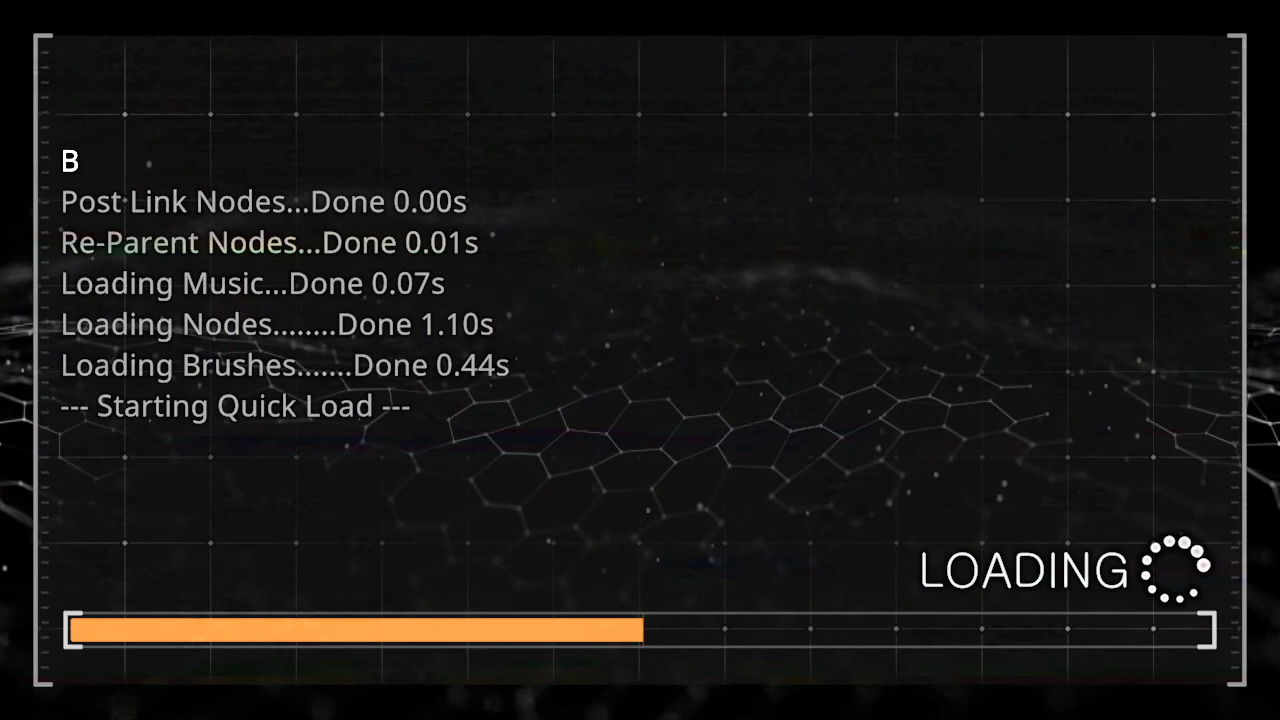 B
Post Link Nodes...Done 0.00s
Re-Parent Nodes...Done 0.01s
Loading Music...Done 0.07s
Loading Nodes........Done 1.10s
Loading Brushes.......Done 0.44s
--- Starting Quick Load ---
LOADING